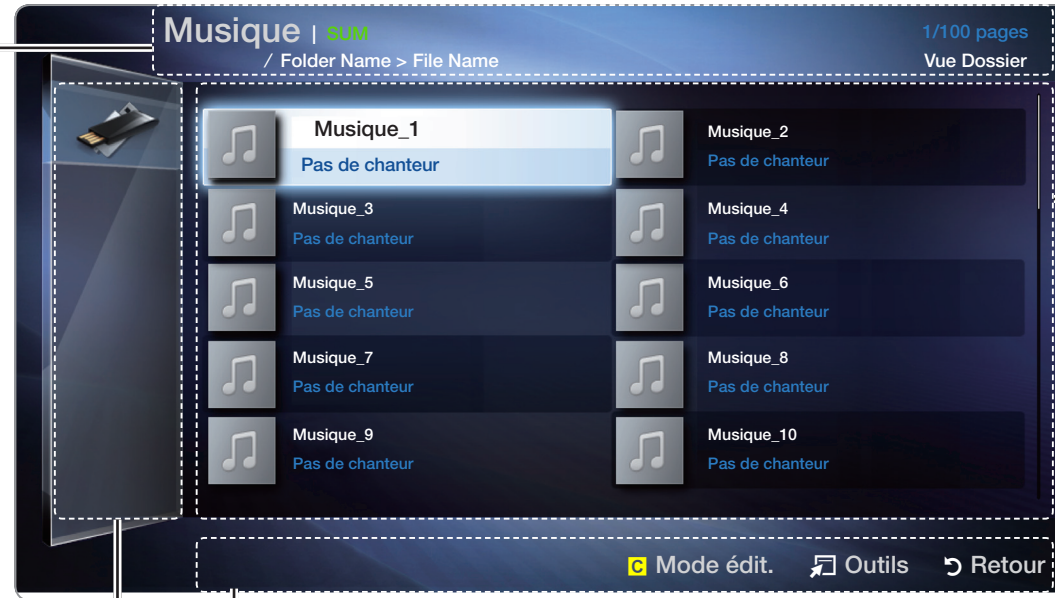 Musique | SUM
1/100 pages
/ Folder Name > File Name
Vue Dossier
Musique_1
Pas de chanteur
Musique_2
Pas de chanteur
Musique_3
Pas de chanteur
Musique_4
Pas de chanteur
Musique_5
Pas de chanteur
Musique_6
Pas de chanteur
Musique_7
Pas de chanteur
Musique_8
Pas de chanteur
Musique_9
Pas de chanteur
Musique_10
Pas de chanteur
C Mode édit. Outils Retour